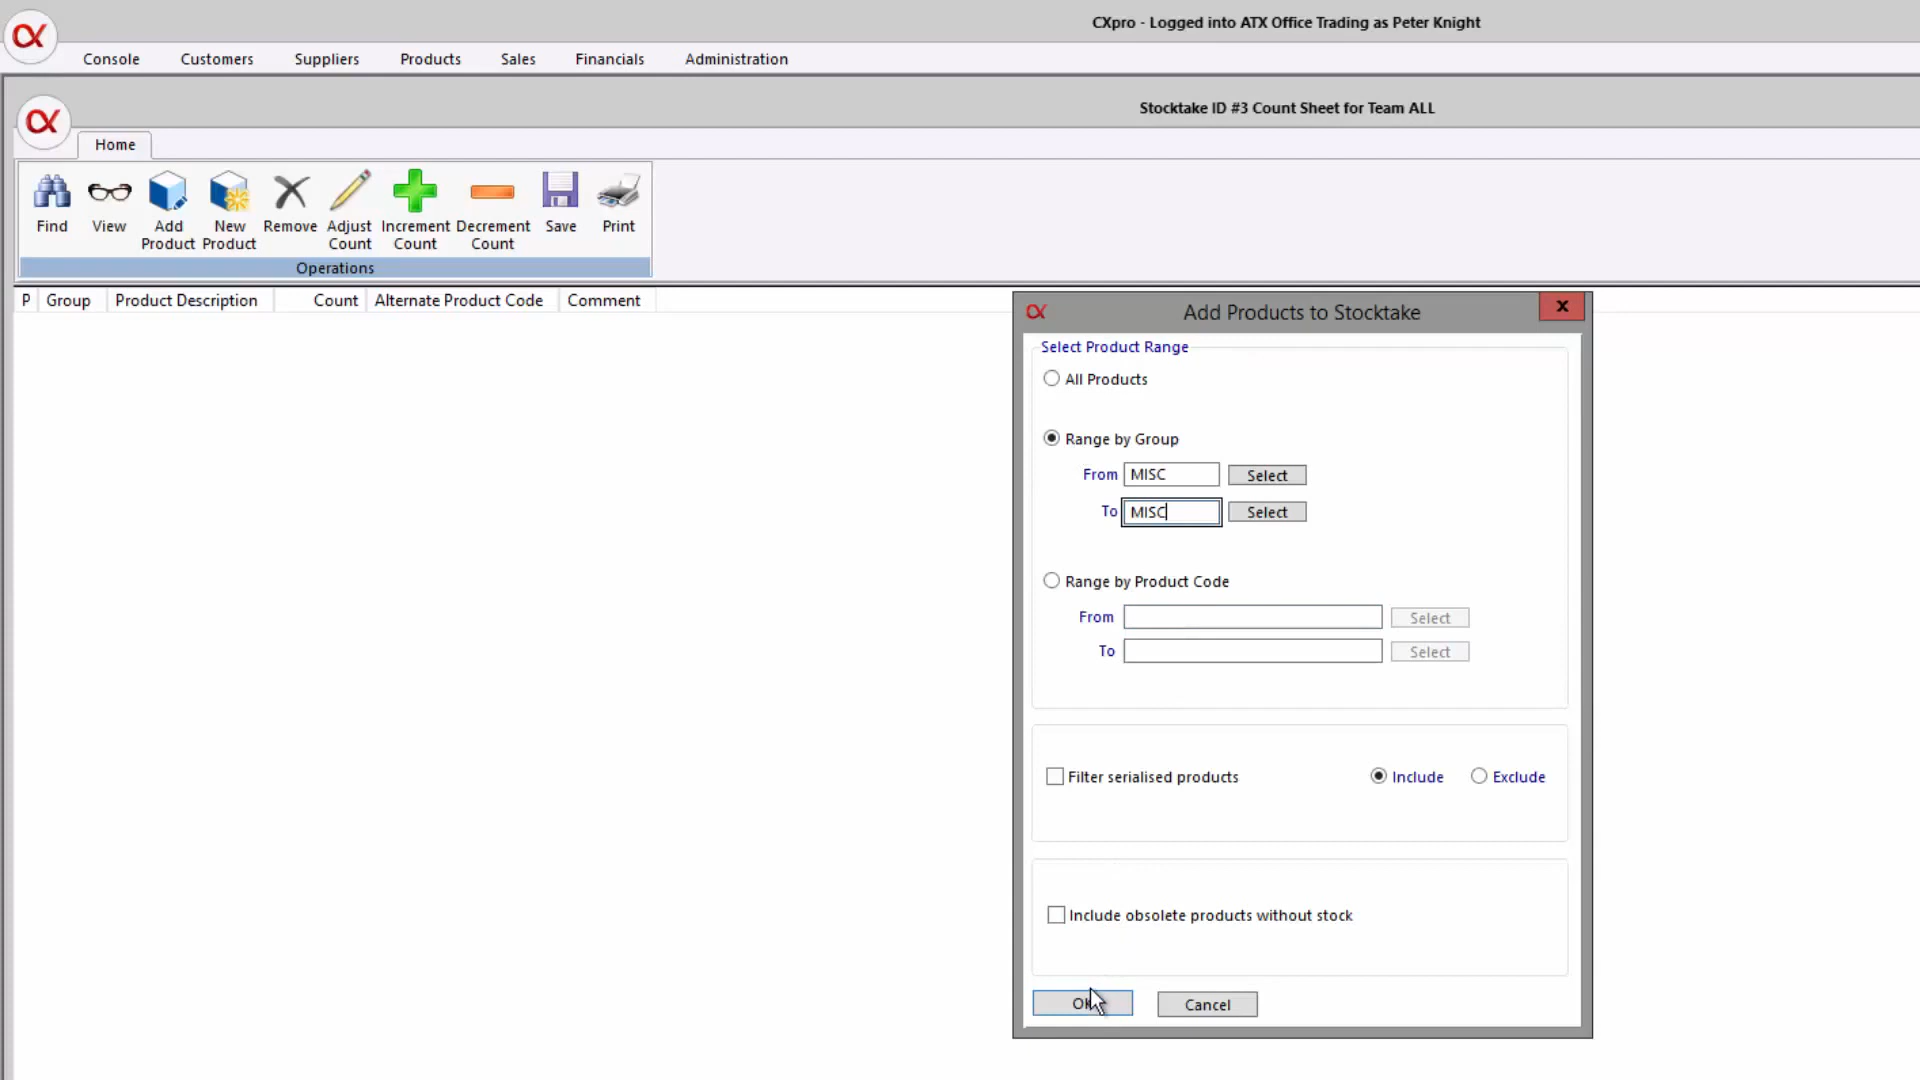 CXpro - Logged into ATX Office Trading as Peter Knight
Console Customers Suppliers Products Sales Financials Administration
Stocktake ID #3 Count Sheet for Team ALL
Home
Find View Add Product New Product Remove Adjust Count Increment Count Decrement Count Save Print
Operations
P Group Product Description Count Alternate Product Code Comment
Add Products to Stocktake
X
Select Product Range
All Products
Range by Group
From MISC Select
To MISC Select
Range by Product Code
From Select
To Select
Filter serialised products Include Exclude
Include obsolete products without stock
OK Cancel